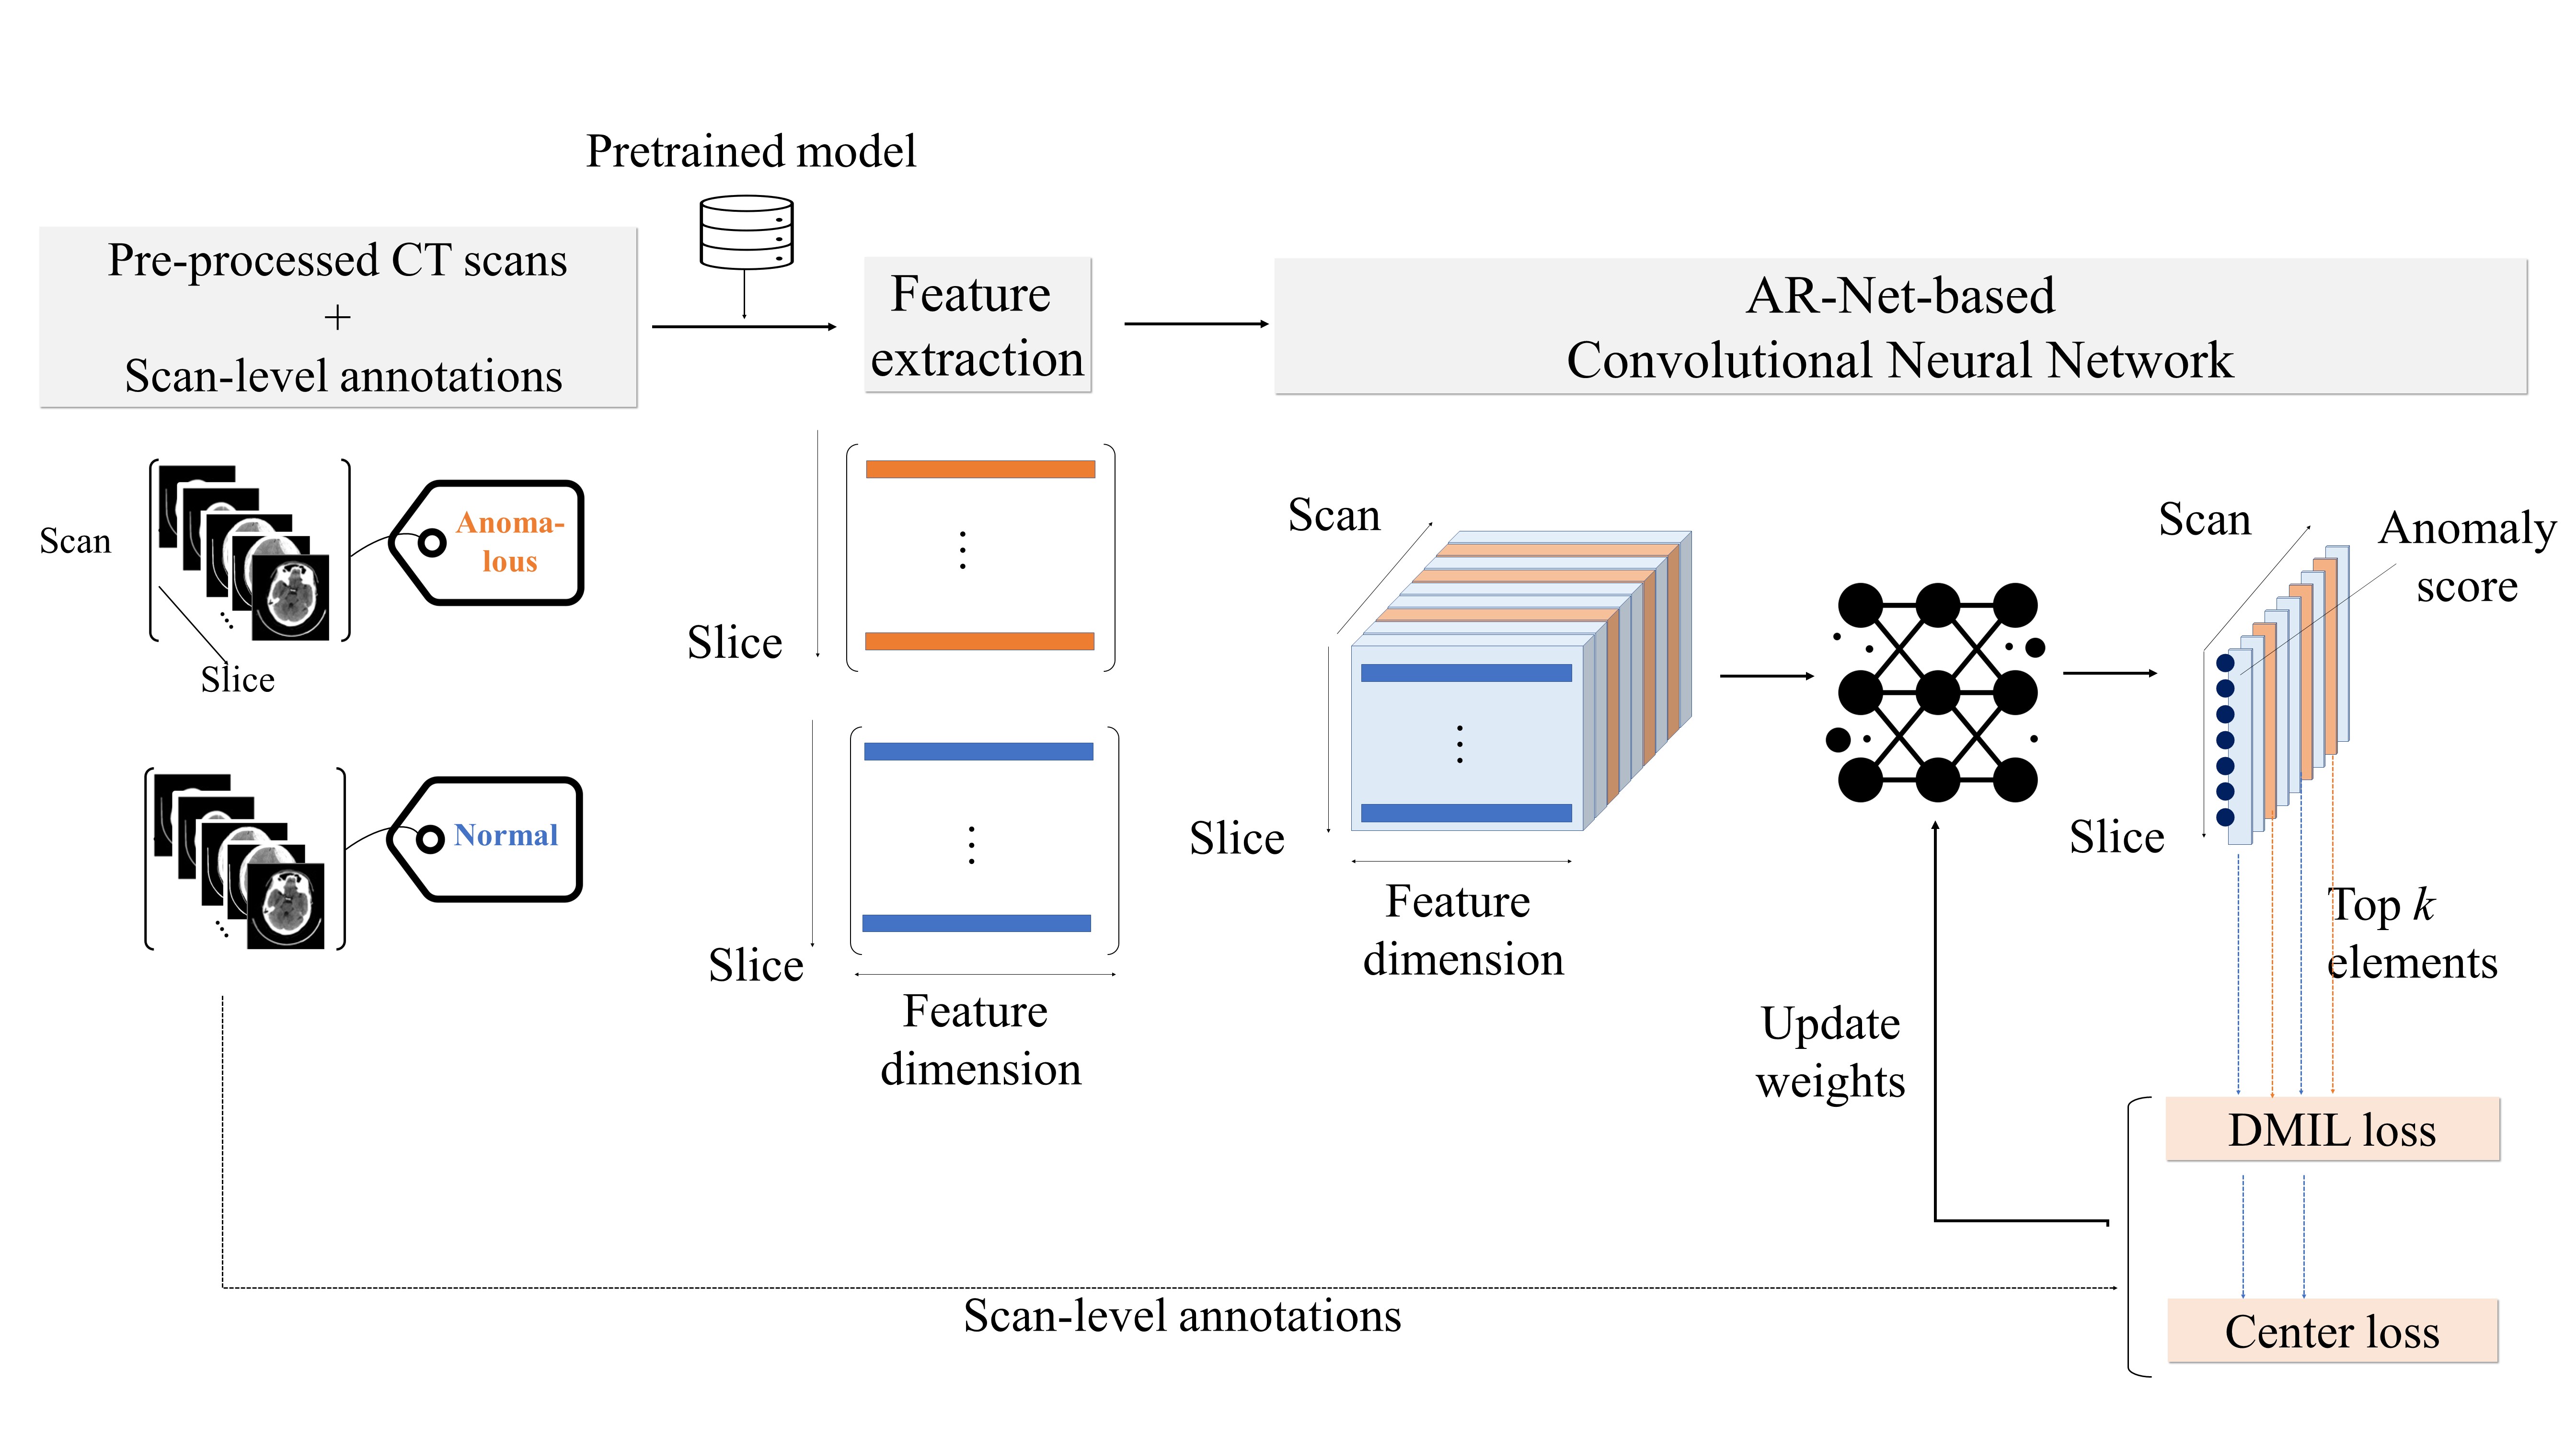 Pretrained model
Pre-processed CT scans
+
Scan-level annotations
Feature
extraction
AR-Net-based
Convolutional Neural Network
Scan
Slice
Anoma-
lous
Normal
Slice
Slice
Feature
dimension
Scan
Slice
Feature
dimension
Scan
Anomaly
score
Slice
Top k
elements
Update
weights
DMIL loss
Center loss
Scan-level annotations